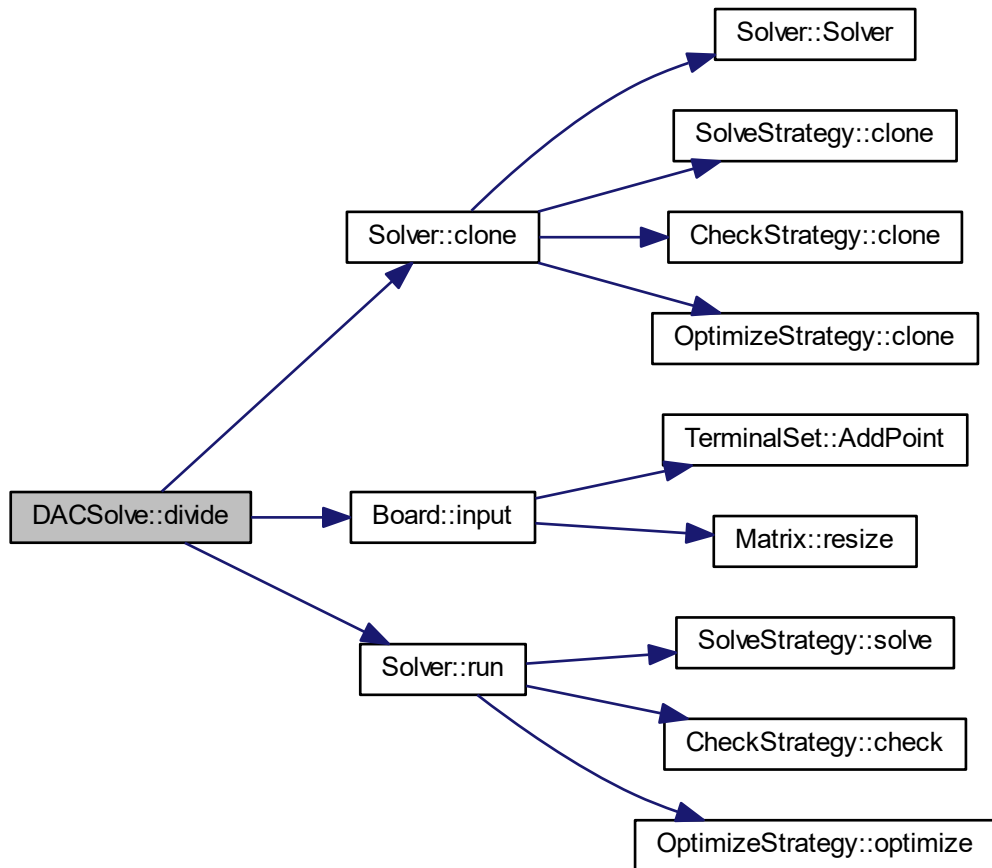 Solver::Solver
SolveStrategy::clone
Solver::clone
CheckStrategy::clone
OptimizeStrategy::clone
TerminalSet::AddPoint
DACSolve::divide
Board::input
Matrix::resize
SolveStrategy::solve
Solver::run
CheckStrategy::check
OptimizeStrategy::optimize